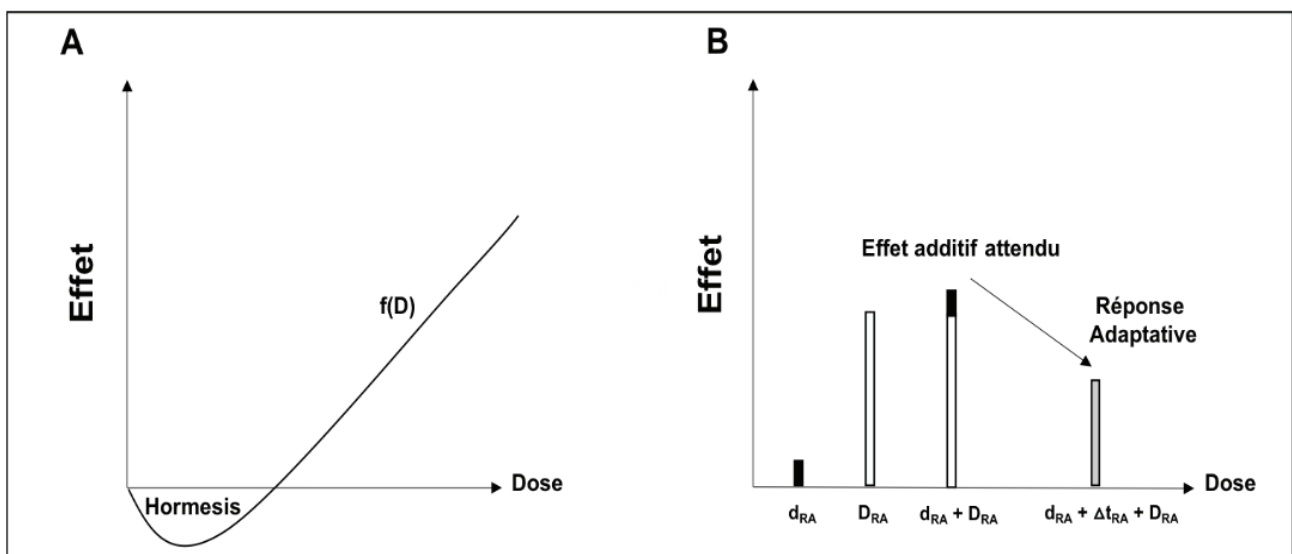 A
Effet
f(D)
Hormesis
Dose
B
Effet
Effet additif attendu
Réponse
Adaptative
Dose
dRA
DRA
dRA + DRA
dRA + ΔtRA + DRA